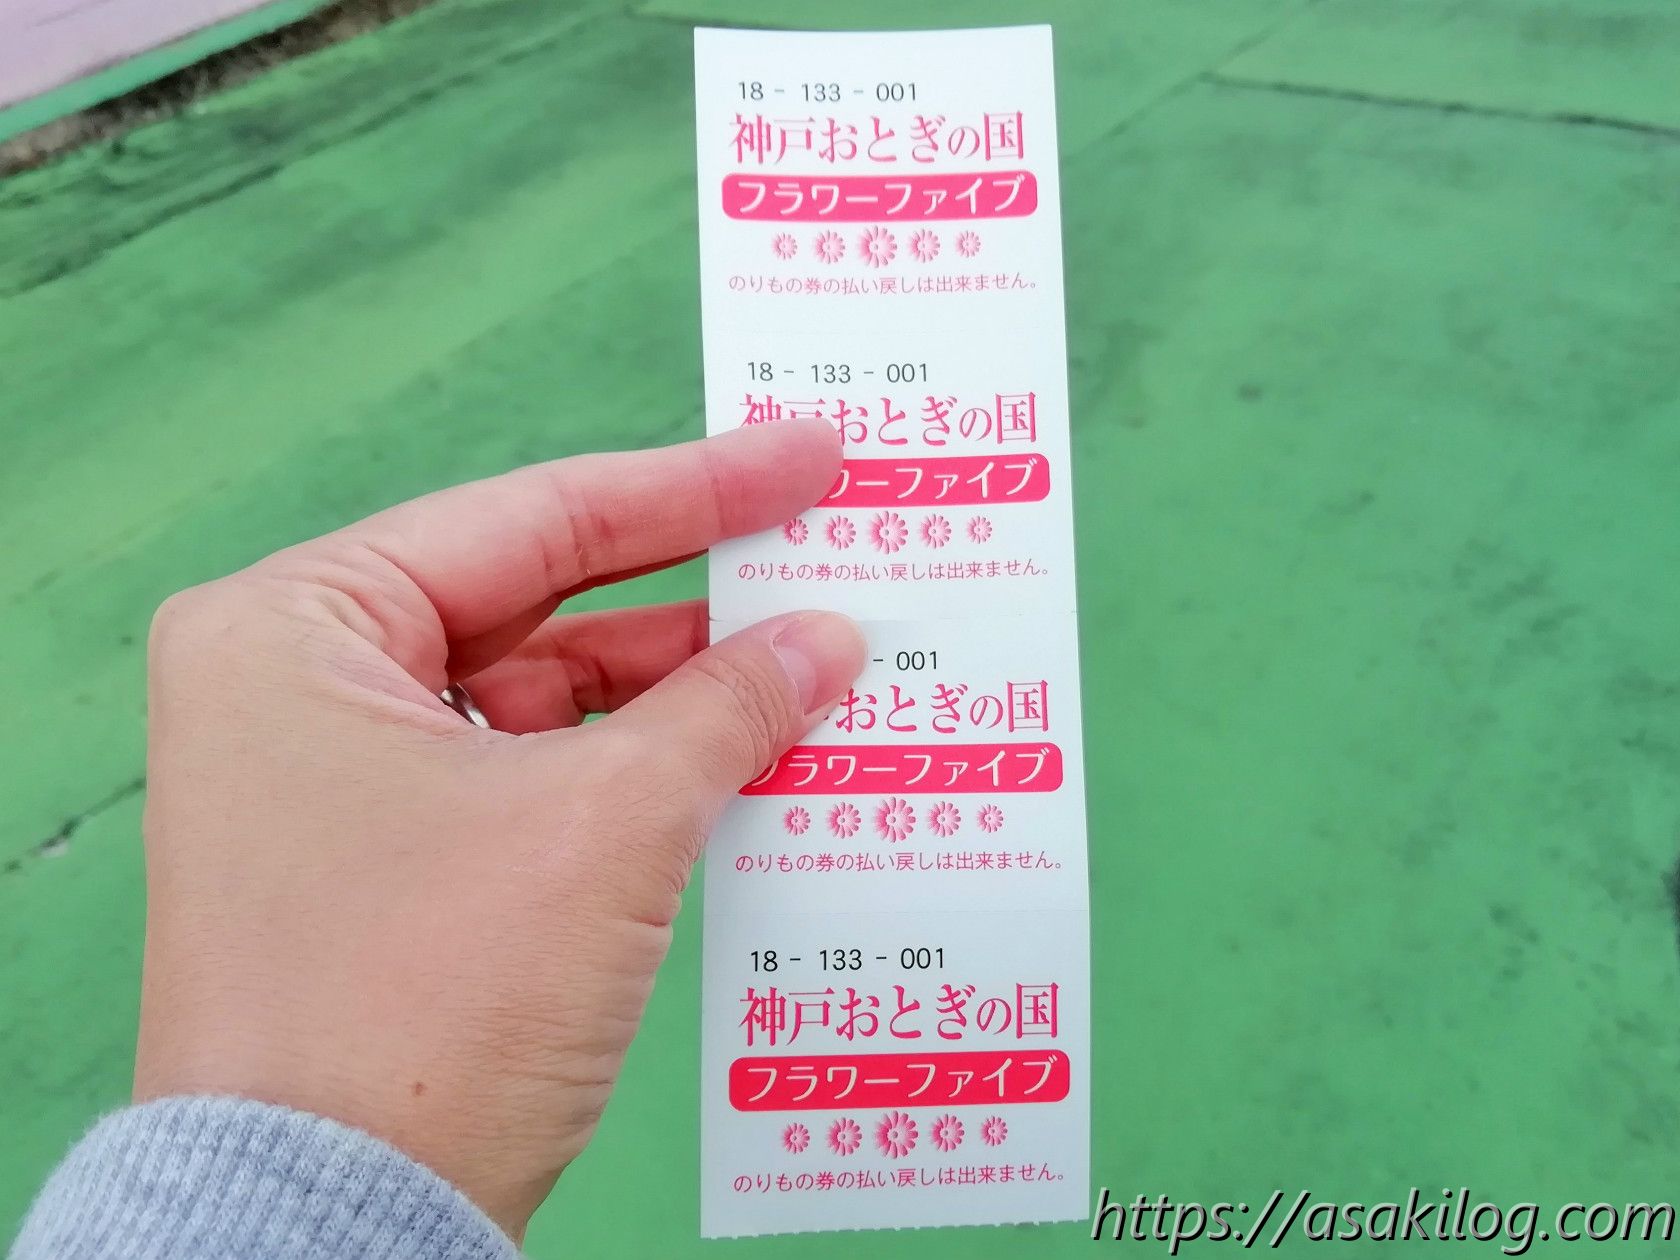 18 - 133 - 001
神戸おとぎの国
フラワーファイブ
のりもの券の払い戻しは出来ません。
18 - 133 - 001
神戸おとぎの国
ワーファイブ
のりもの券の払い戻しは出来ません。
- 001
おとぎの国
フラワーファイブ
のりもの券の払い戻しは出来ません。
18 - 133 - 001
神戸おとぎの国
フラワーファイブ
のりもの券の払い戻しは出来ません。
https://asakilog.com